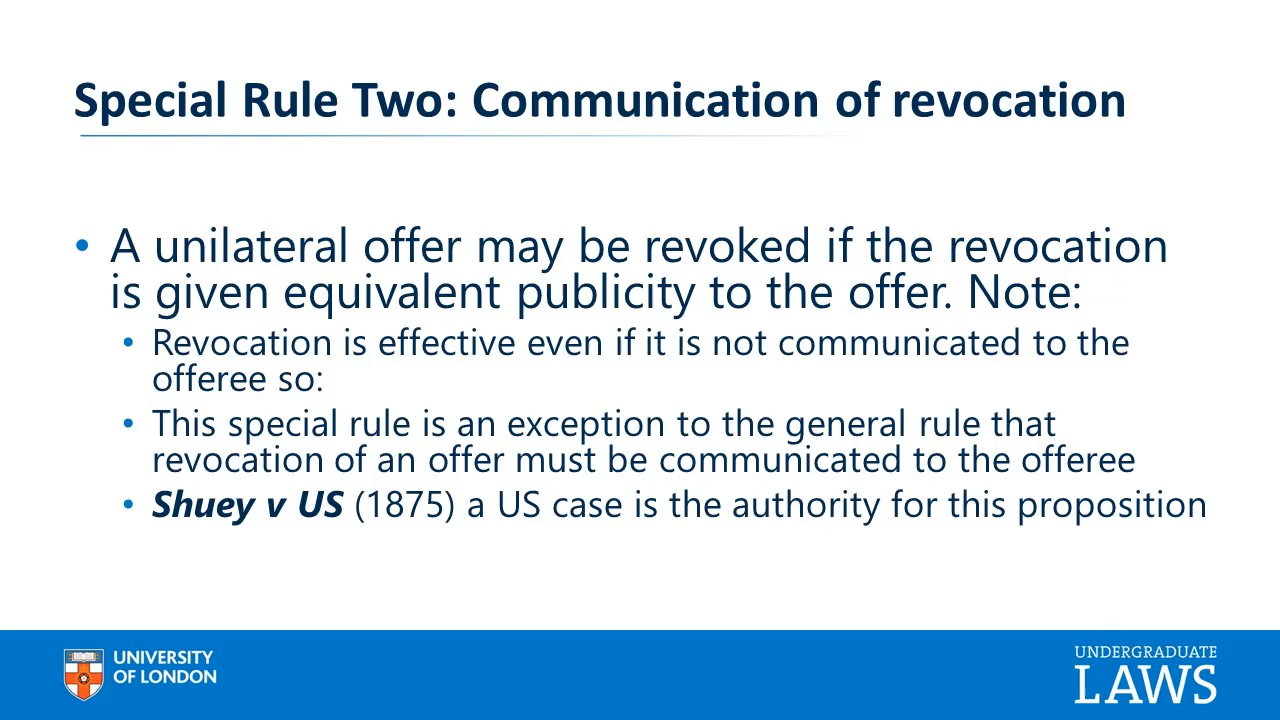 Special Rule Two: Communication of revocation
• A unilateral offer may be revoked if the revocation
is given equivalent publicity to the offer. Note:
• Revocation is effective even if it is not communicated to the
offeree so:
• This special rule is an exception to the general rule that
revocation of an offer must be communicated to the offeree
• Shuey v US (1875) a US case is the authority for this proposition
UNIVERSITY
OF LONDON
UNDERGRADUATE
LAWS